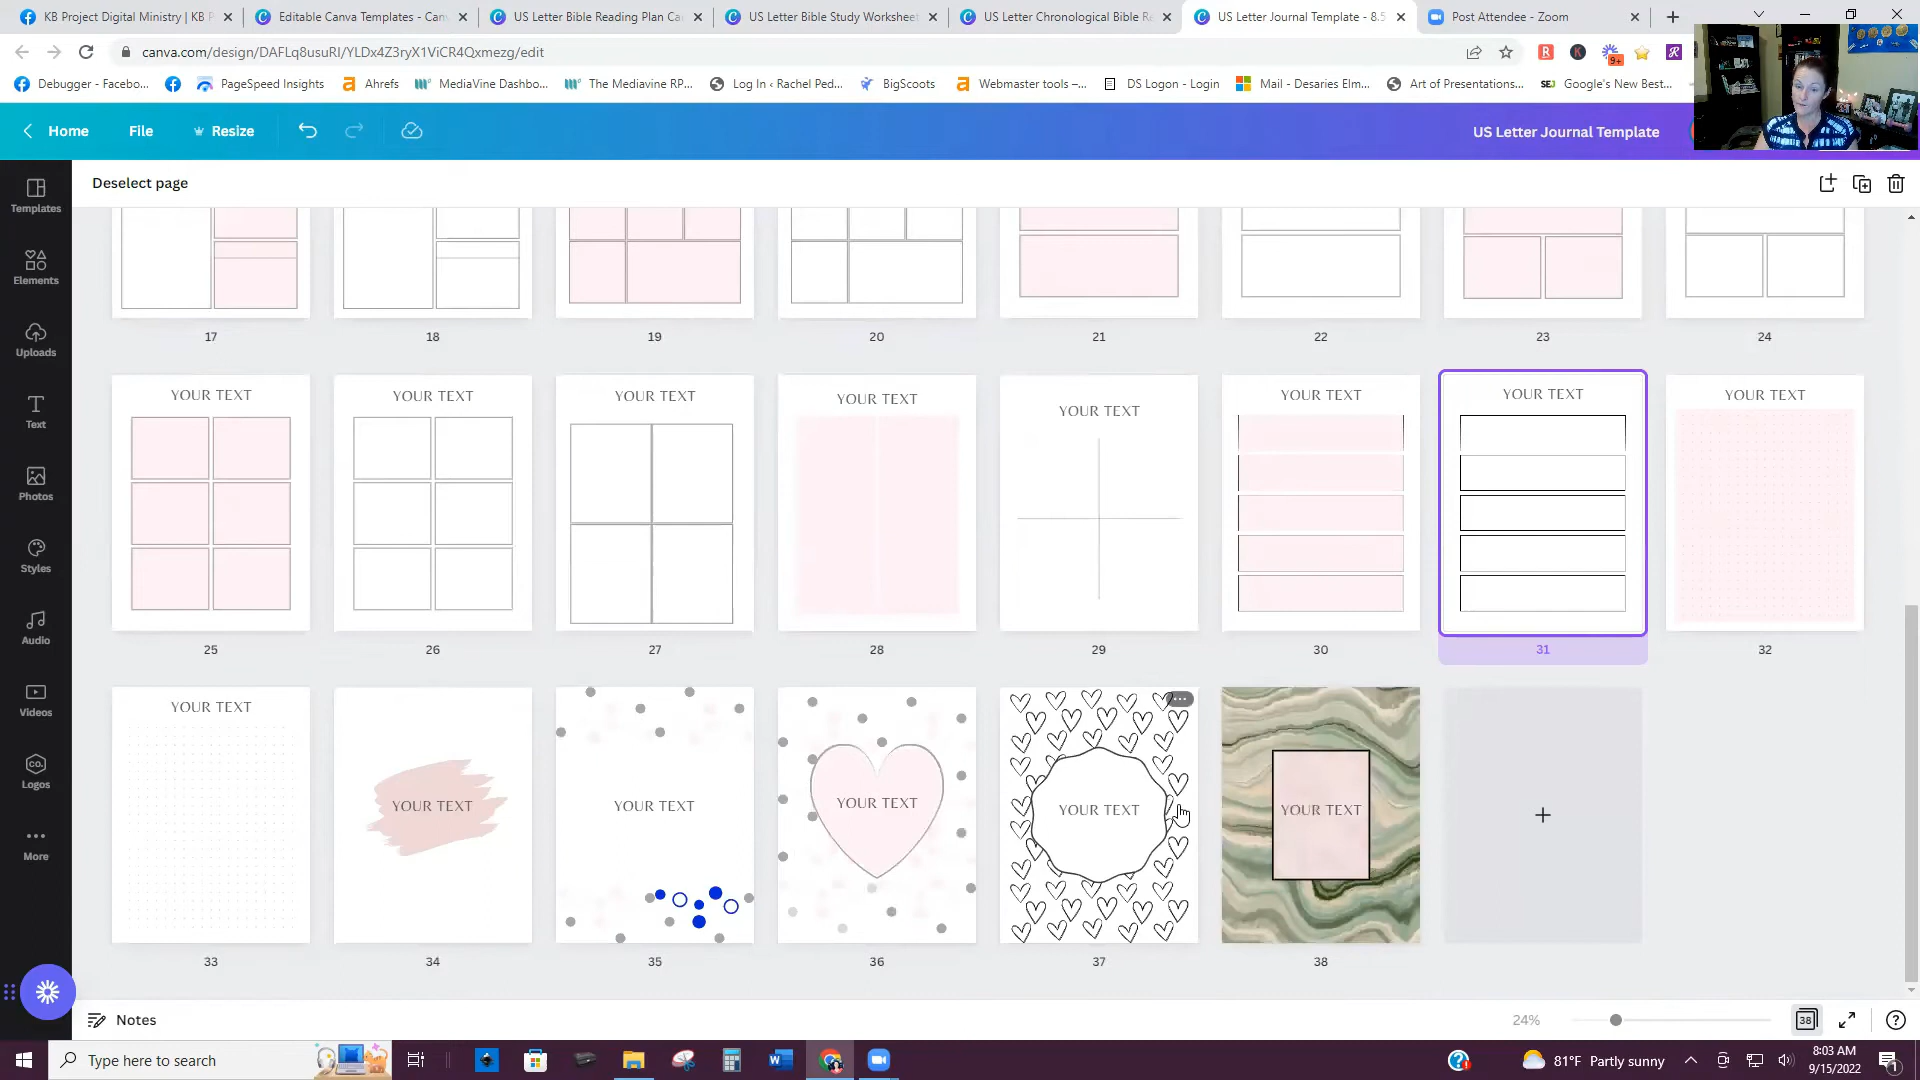 KB Project Digital Ministry | KB P
Editable Canva Templates - Can
US Letter Bible Reading Plan Ca
US Letter Bible Study Worksheet
US Letter Chronological Bible Re
US Letter Journal Template - 8.5
Post Attendee - Zoom
canva.com/design/DAFLq8usuRI/YLDx4Z3ryX1ViCR4Qxmezg/edit
9+
Debugger - Facebo...
PageSpeed Insights
Ahrefs
MediaVine Dashbo...
The Mediavine RP...
Log In ‹ Rachel Ped...
BigScoots
Webmaster tools –...
DS Logon - Login
Mail - Desaries Elm...
Art of Presentations...
SEJ
Google's New Best...
Home
File
Resize
US Letter Journal Template
Deselect page
Templates
Elements
Uploads
Text
Photos
Styles
Audio
Videos
CO.
Logos
More
17
18
19
20
21
22
23
24
YOUR TEXT
YOUR TEXT
YOUR TEXT
YOUR TEXT
YOUR TEXT
YOUR TEXT
YOUR TEXT
YOUR TEXT
25
26
27
28
29
30
31
32
YOUR TEXT
YOUR TEXT
YOUR TEXT
YOUR TEXT
YOUR TEXT
YOUR TEXT
33
34
35
36
37
38
Notes
24%
38
Type here to search
81°F Partly sunny
8:03 AM
9/15/2022
1